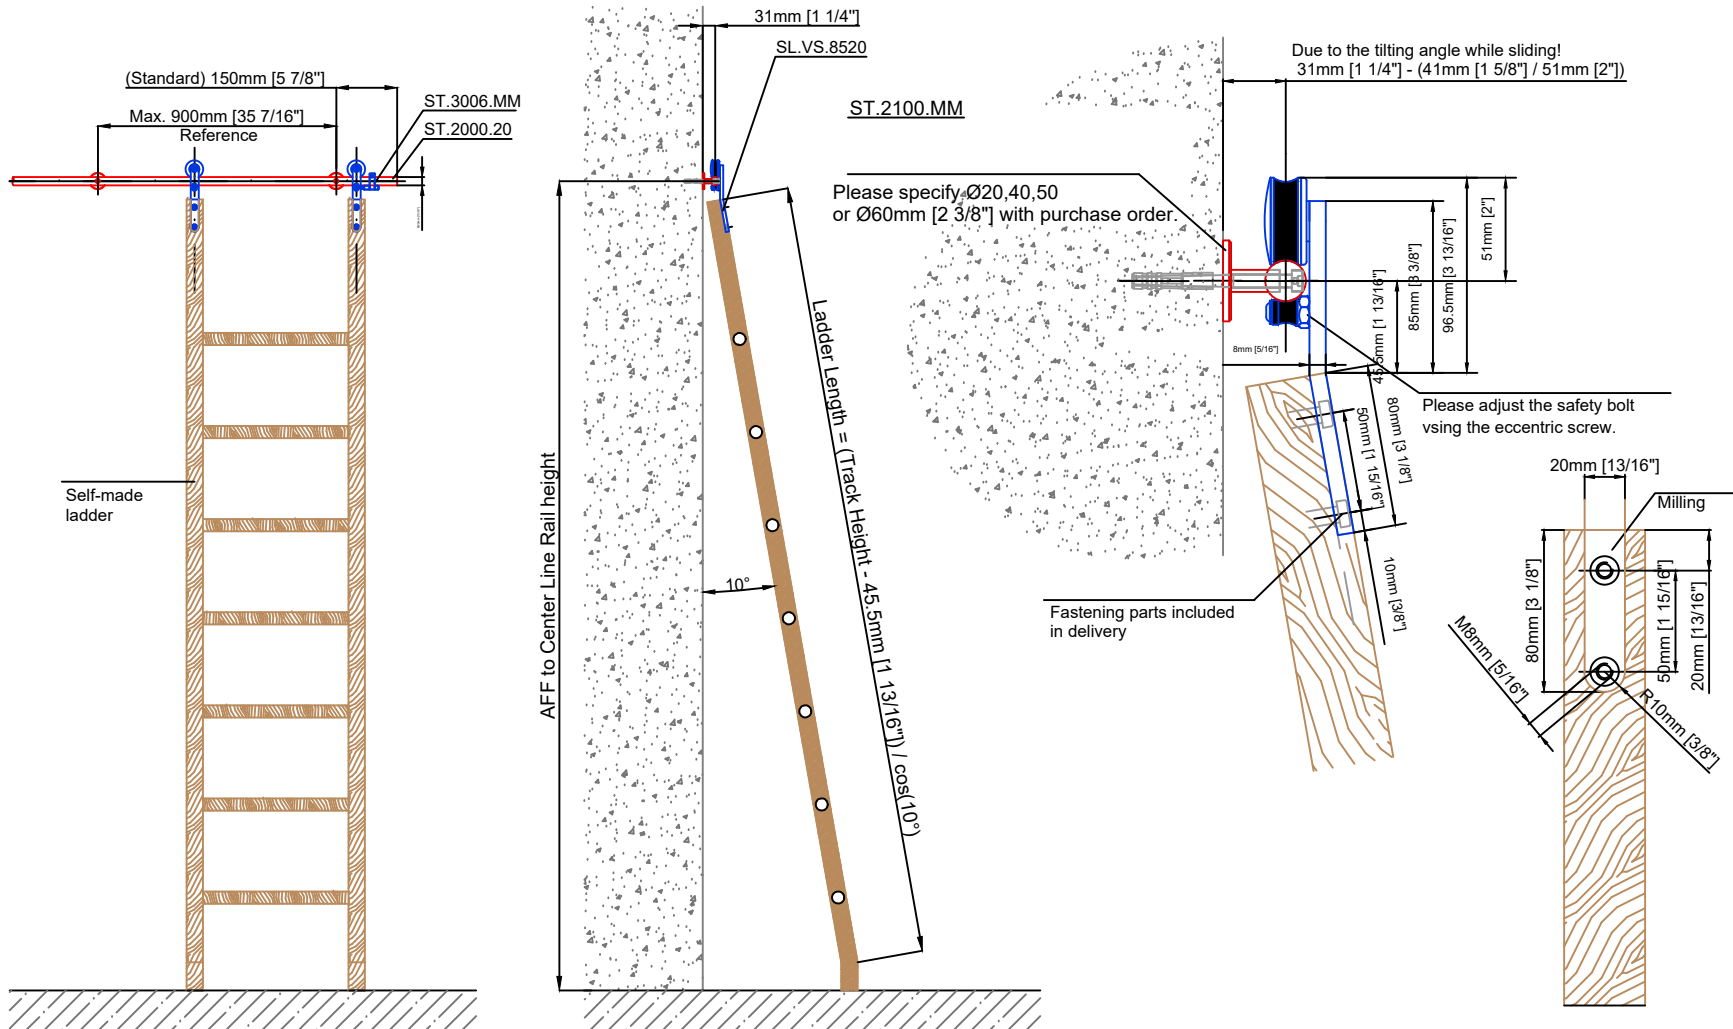 (Standard) 150mm [5 7/8"]
Max. 900mm [35 7/16"]
Reference
ST.3006.MM
ST.2000.20
Self-made
ladder
31mm [1 1/4"]
SL.VS.8520
AFF to Center Line Rail height
10°
Ladder Length = (Track Height - 45.5mm [1 13/16"]) / cos(10°)
ST.2100.MM
Please specify Ø20,40,50
or Ø60mm [2 3/8"] with purchase order.
Due to the tilting angle while sliding!
31mm [1 1/4"] - (41mm [1 5/8"] / 51mm [2"])
51mm [2"]
96.5mm [3 13/16"]
85mm [3 3/8"]
45.5mm [1 13/16"]
8mm [5/16"]
Please adjust the safety bolt
vsing the eccentric screw.
80mm [3 1/8"]
50mm [1 15/16"]
10mm [3/8"]
Fastening parts included
in delivery
20mm [13/16"]
Milling
80mm [3 1/8"]
50mm [1 15/16"]
20mm [13/16"]
M8mm [5/16"]
R10mm [3/8"]